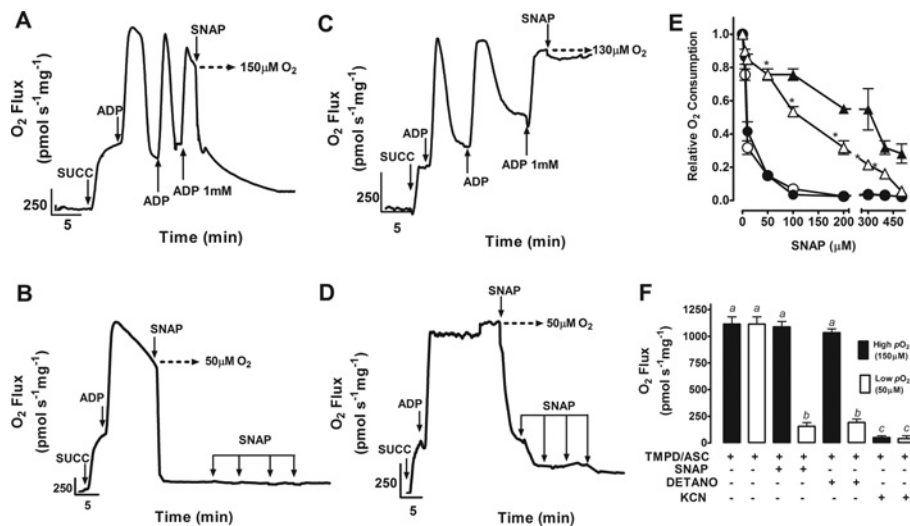 A
SNAP
150μM O₂
ADP
SUCC
ADP
ADP 1mM
O₂ Flux
(pmol s⁻¹mg⁻¹)
250
5
Time (min)
B
SNAP
50μM O₂
ADP
SNAP
SUCC
O₂ Flux
(pmol s⁻¹mg⁻¹)
250
5
Time (min)
C
SNAP
130μM O₂
ADP
SUCC
ADP
ADP 1mM
O₂ Flux
(pmol s⁻¹mg⁻¹)
250
5
Time (min)
D
SNAP
50μM O₂
ADP
SNAP
SUCC
O₂ Flux
(pmol s⁻¹mg⁻¹)
250
5
Time (min)
E
Relative O₂ Consumption
1.0
0.8
0.6
0.4
0.2
0.0
* * * * *
0 50 100 150 200 300 450
SNAP (μM)
F
O₂ Flux
(pmol s⁻¹mg⁻¹)
1250
1000
750
500
250
0
a a a b a b c c
High pO₂
(150μM)
Low pO₂
(50μM)
TMPD/ASC + + + + + + + +
SNAP - - + + - - - -
DETANO - - - - + + - -
KCN - - - - - - + +